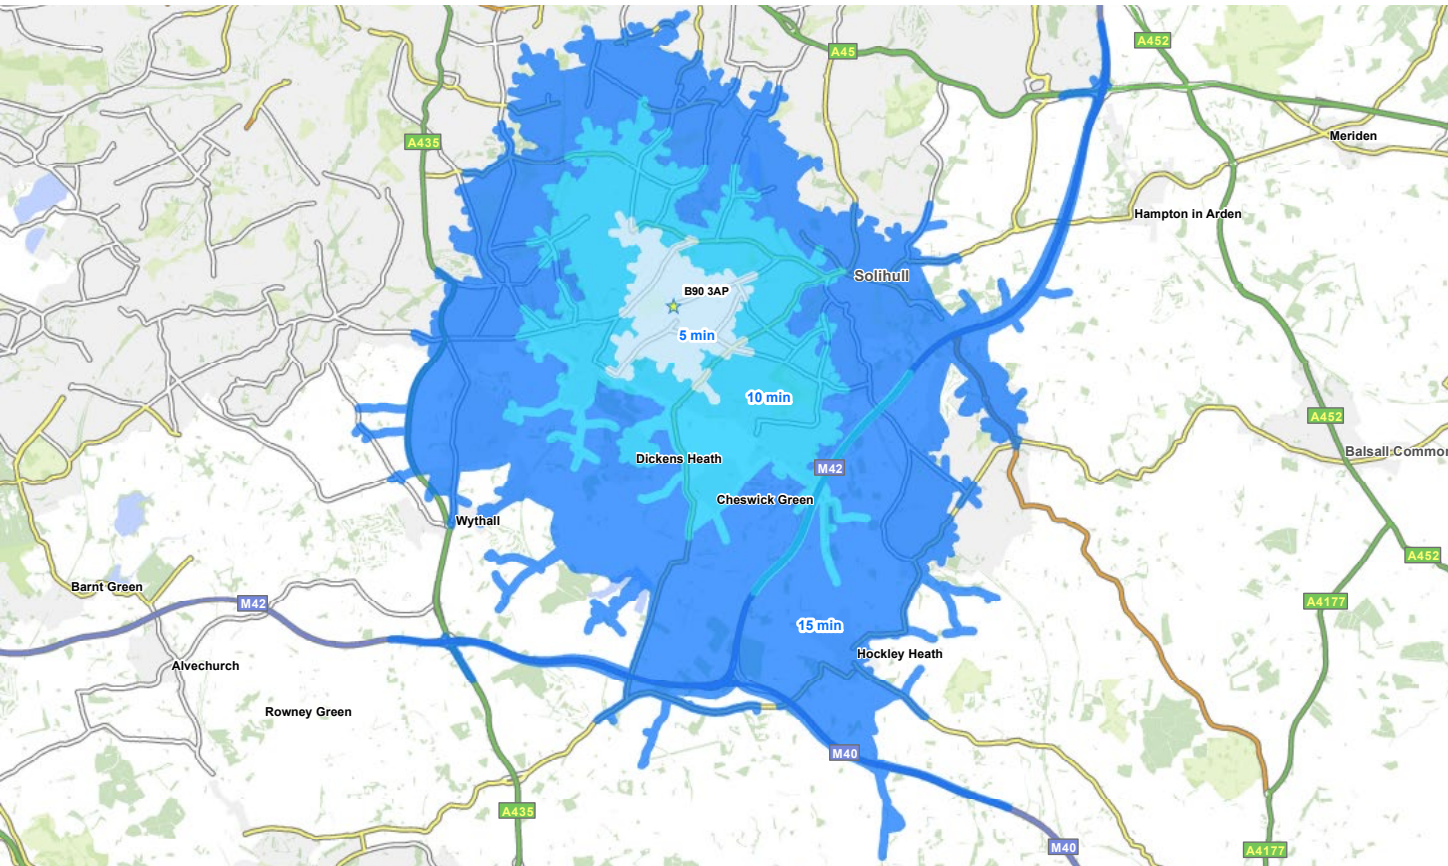 A452
A45
Meriden
A435
Hampton in Arden
Solihull
B90 3AP
5 min
10 min
A452
Balsall Common
Dickens Heath
M42
Cheswick Green
Wythall
A452
Barnt Green
M42
A4177
15 min
Hockley Heath
Alvechurch
Rowney Green
M40
A435
M40
A4177